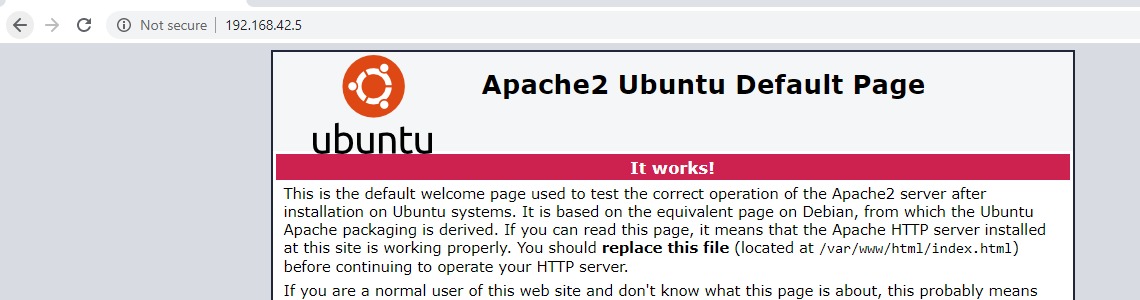 Not secure | 192.168.42.5
Apache2 Ubuntu Default Page
ubuntu
It works!
This is the default welcome page used to test the correct operation of the Apache2 server after
installation on Ubuntu systems. It is based on the equivalent page on Debian, from which the Ubuntu
Apache packaging is derived. If you can read this page, it means that the Apache HTTP server installed
at this site is working properly. You should replace this file (located at /var/www/html/index.html)
before continuing to operate your HTTP server.
If you are a normal user of this web site and don't know what this page is about, this probably means